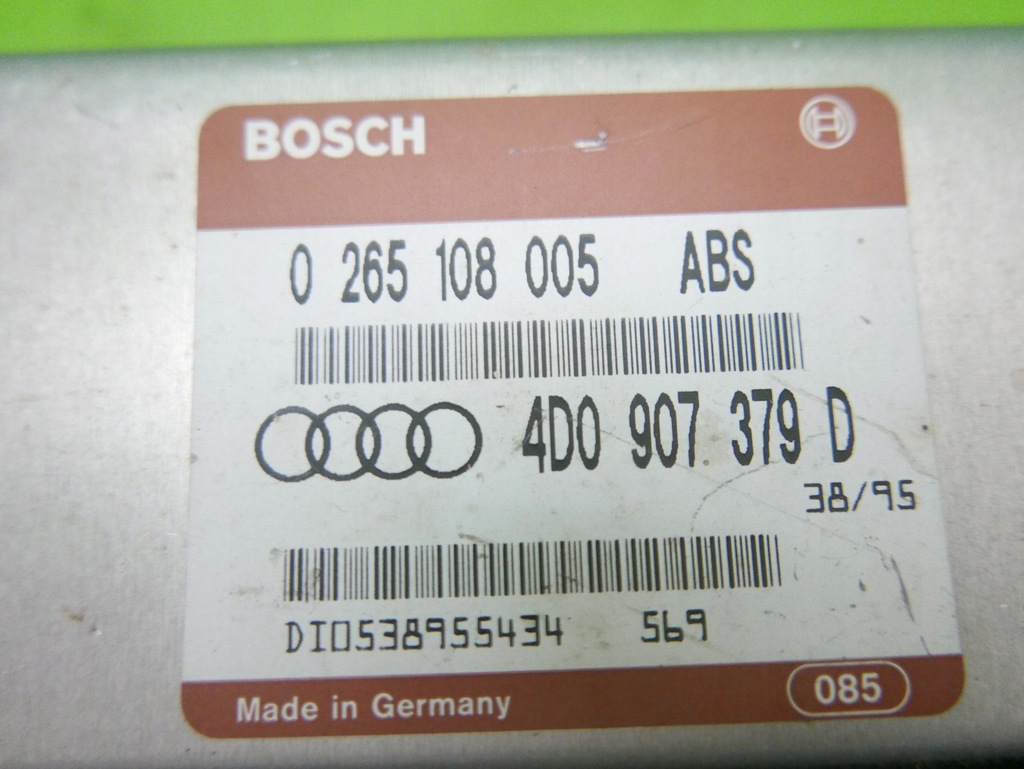 BOSCH
0 265 108 005 ABS
4D0 907 379 D
38/95
DI0538955434 569
Made in Germany 085